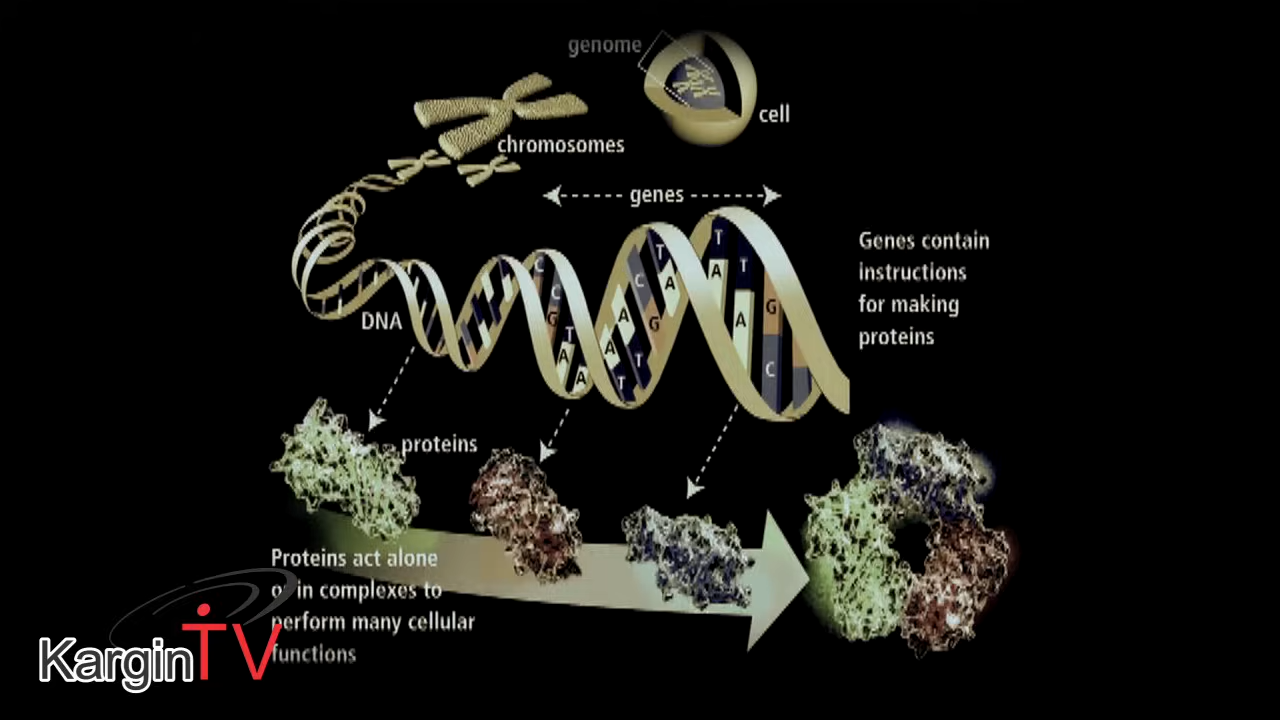 genome
cell
chromosomes
genes
Genes contain
instructions
for making
proteins
T
T
A
G
A
C
T
C
A
G
A
A
T
T
C
C
G
T
A
A
DNA
proteins
Proteins act alone
or in complexes to
perform many cellular
functions
KarginTV